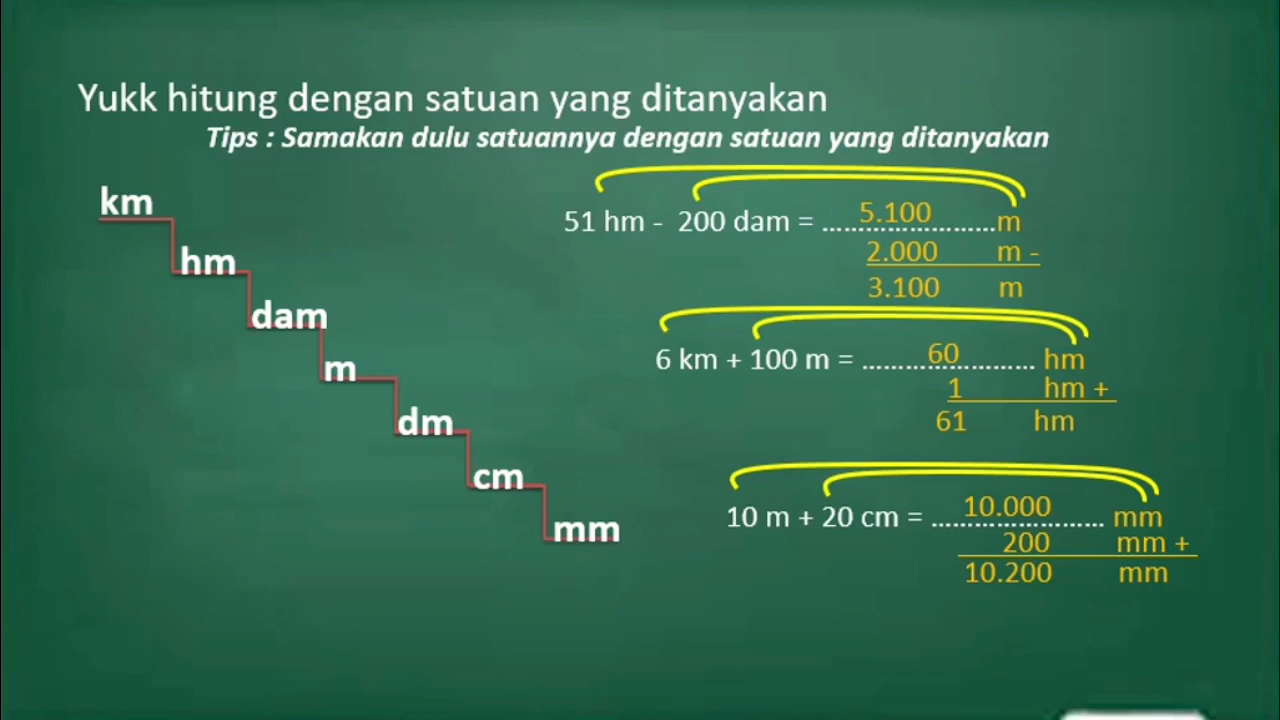 Yukk hitung dengan satuan yang ditanyakan
Tips : Samakan dulu satuannya dengan satuan yang ditanyakan
km
hm
dam
m
dm
cm
mm
51 hm - 200 dam = ........5.100........m
2.000 m -
3.100 m
6 km + 100 m = ........60........ hm
1 hm +
61 hm
10 m + 20 cm = ........10.000........ mm
200 mm +
10.200 mm